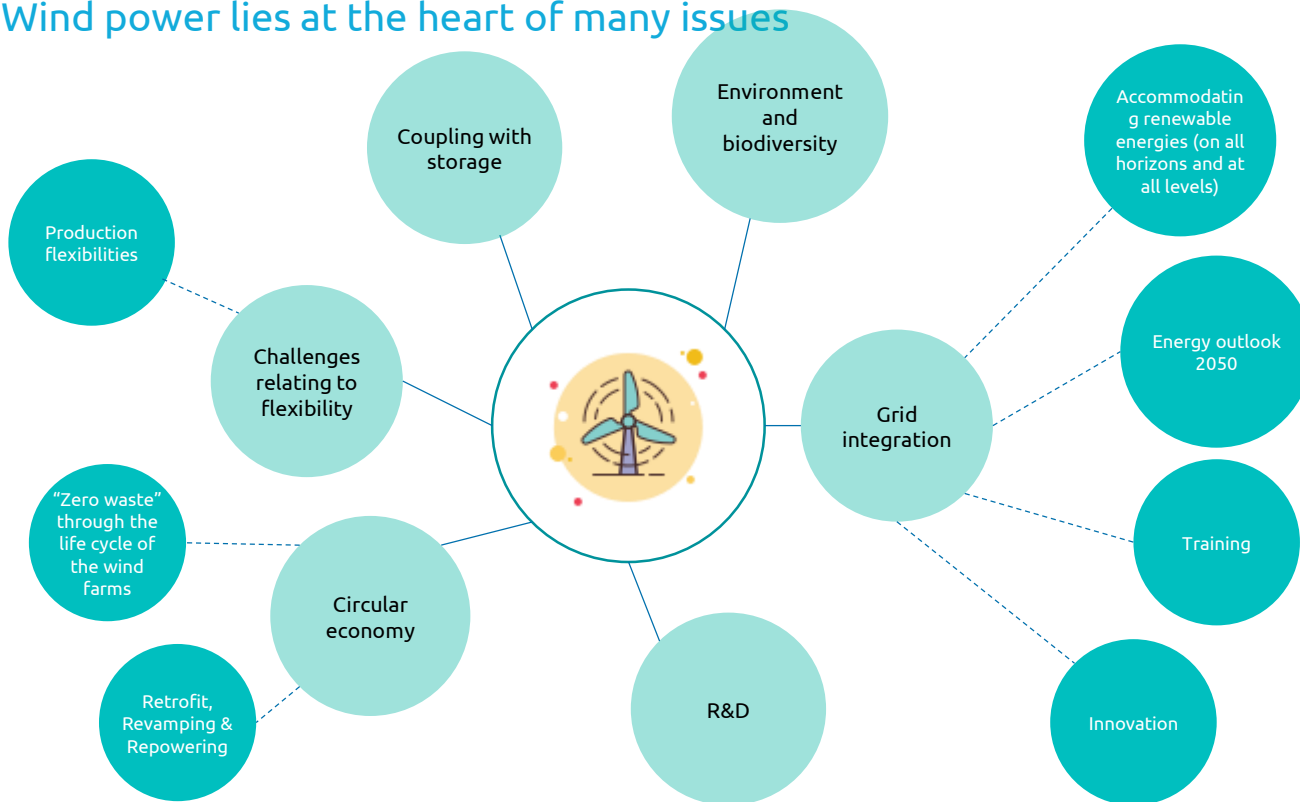 Wind power lies at the heart of many issues
Environment
and
biodiversity
Coupling with
storage
Accommodatin
g renewable
energies (on all
horizons and at
all levels)
Production
flexibilities
Challenges
relating to
flexibility
Energy outlook
2050
Grid
integration
“Zero waste”
through the
life cycle of
the wind
farms
Training
Circular
economy
Retrofit,
Revamping &
Repowering
R&D
Innovation